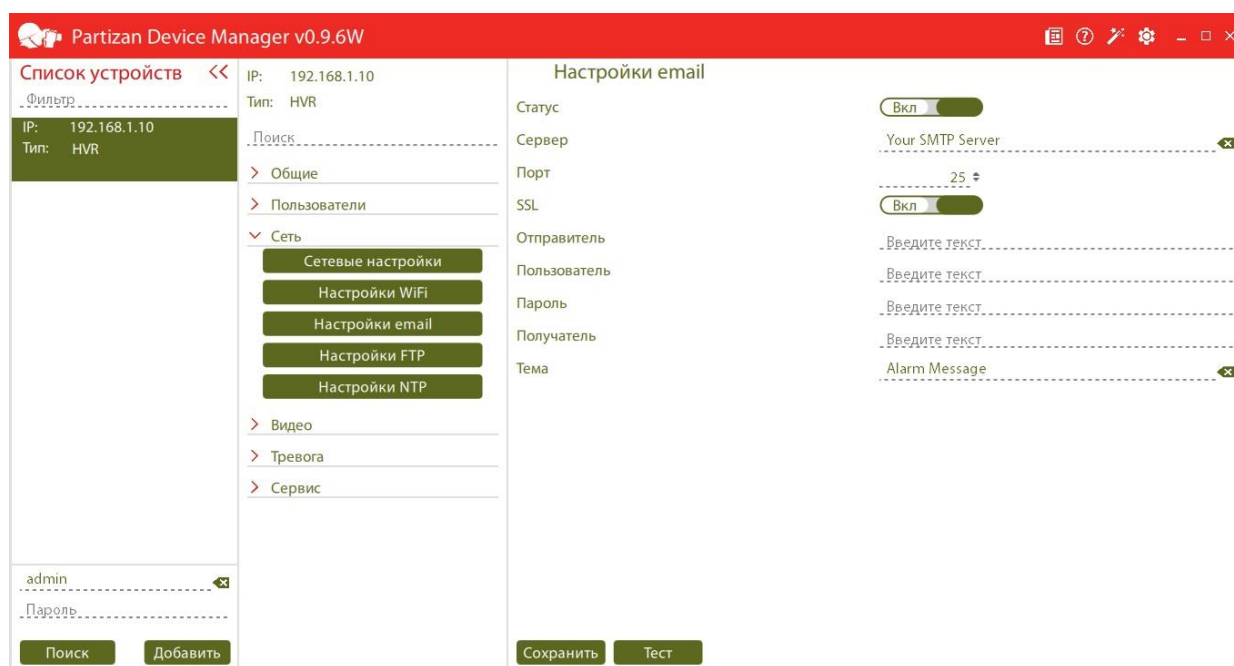 Partizan Device Manager v0.9.6W
Список устройств <<
Фильтр
IP: 192.168.1.10
Тип: HVR
admin
Пароль
Поиск Добавить
IP: 192.168.1.10
Тип: HVR
Поиск
Общие
Пользователи
Сеть
Сетевые настройки
Настройки WiFi
Настройки email
Настройки FTP
Настройки NTP
Видео
Тревога
Сервис
Настройки email
Статус Вкл
Сервер Your SMTP Server
Порт 25
SSL Вкл
Отправитель Введите текст
Пользователь Введите текст
Пароль Введите текст
Получатель Введите текст
Тема Alarm Message
Сохранить Тест